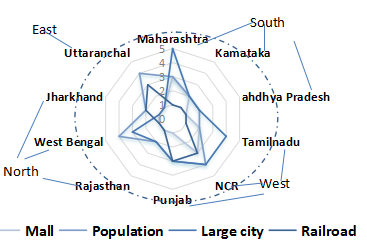 South
East
Maharashtra
Uttaranchal
Karnataka
5
4
3
2
1
0
Jharkhand
adhya Pradesh
West Bengal
Tamilnadu
North
Rajasthan
NCR
West
Punjab
Mall
Population
Large city
Railroad